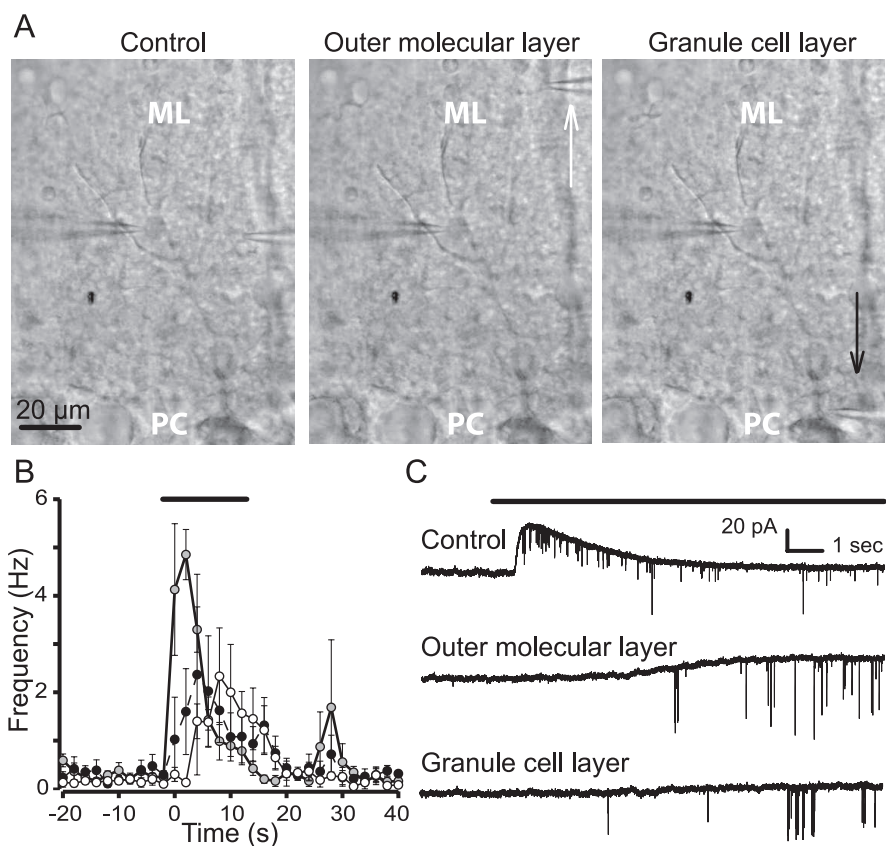 A
Control
Outer molecular layer
Granule cell layer
ML
ML
ML
20 µm
PC
PC
PC
B
6
4
2
0
Frequency (Hz)
-20
-10
0
10
20
30
40
Time (s)
C
Control
20 pA
1 sec
Outer molecular layer
Granule cell layer